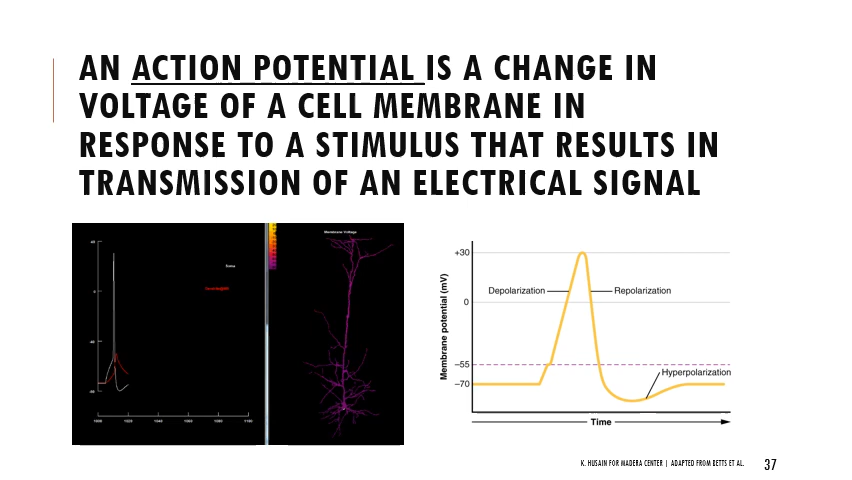 AN ACTION POTENTIAL IS A CHANGE IN
VOLTAGE OF A CELL MEMBRANE IN
RESPONSE TO A STIMULUS THAT RESULTS IN
TRANSMISSION OF AN ELECTRICAL SIGNAL
Membrane Voltage
Soma
+30
Depolarization
Repolarization
0
Membrane potential (mV)
–55
Hyperpolarization
–70
Time
K. HUSAIN FOR MADERA CENTER | ADAPTED FROM BETTS ET AL.
37